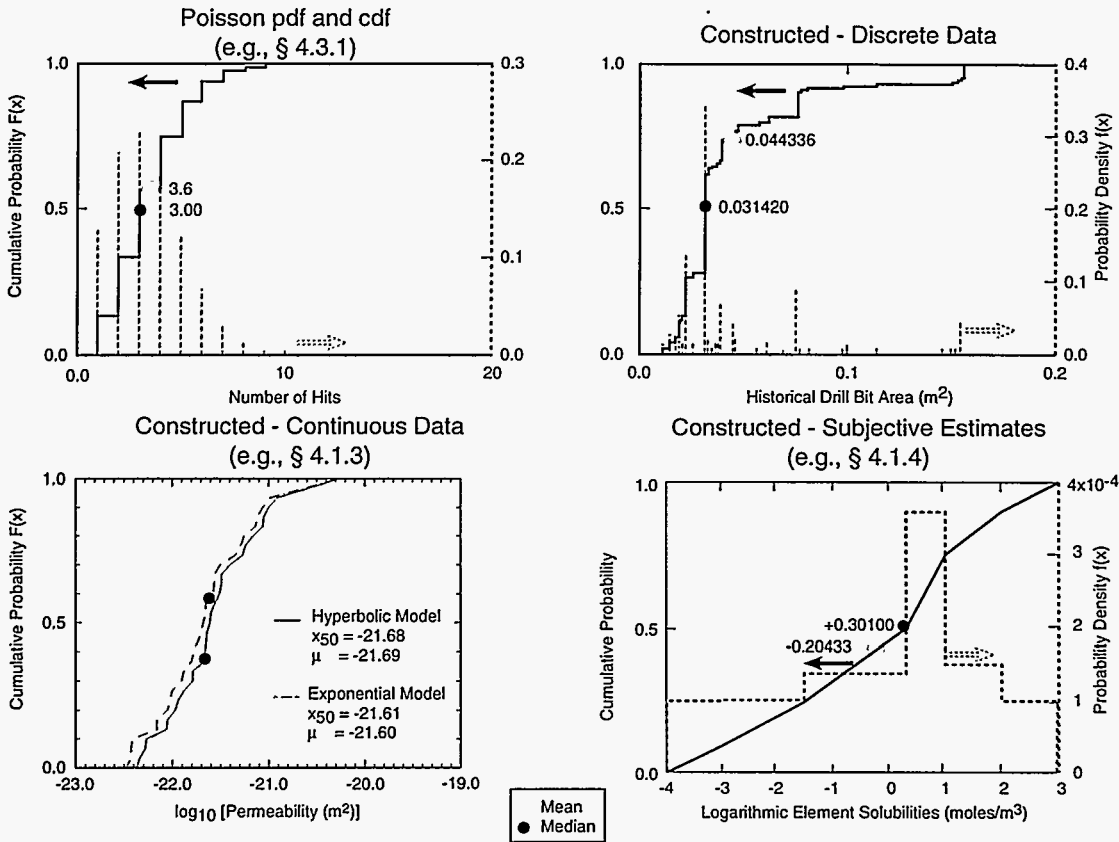 Poisson pdf and cdf
(e.g., § 4.3.1)
Cumulative Probability F(x)
1.0
0.5
0.0
0.3
0.2
0.1
0.0
3.6
3.00
0.0
10
20
Number of Hits
Constructed - Discrete Data
1.0
0.5
0.0
0.4
0.3
0.2
0.1
0.0
Probability Density f(x)
0.044336
0.031420
0.0
0.1
0.2
Historical Drill Bit Area (m²)
Constructed - Continuous Data
(e.g., § 4.1.3)
Cumulative Probability F(x)
1.0
0.5
0.0
Hyperbolic Model
x₅₀ = -21.68
μ = -21.69
Exponential Model
x₅₀ = -21.61
μ = -21.60
-23.0
-22.0
-21.0
-20.0
-19.0
log₁₀ [Permeability (m²)]
Constructed - Subjective Estimates
(e.g., § 4.1.4)
Cumulative Probability
1.0
0.5
0.0
4x10⁻⁴
3
2
1
0
Probability Density f(x)
+0.30100
-0.20433
-4
-3
-2
-1
0
1
2
3
Logarithmic Element Solubilities (moles/m³)
Mean
Median